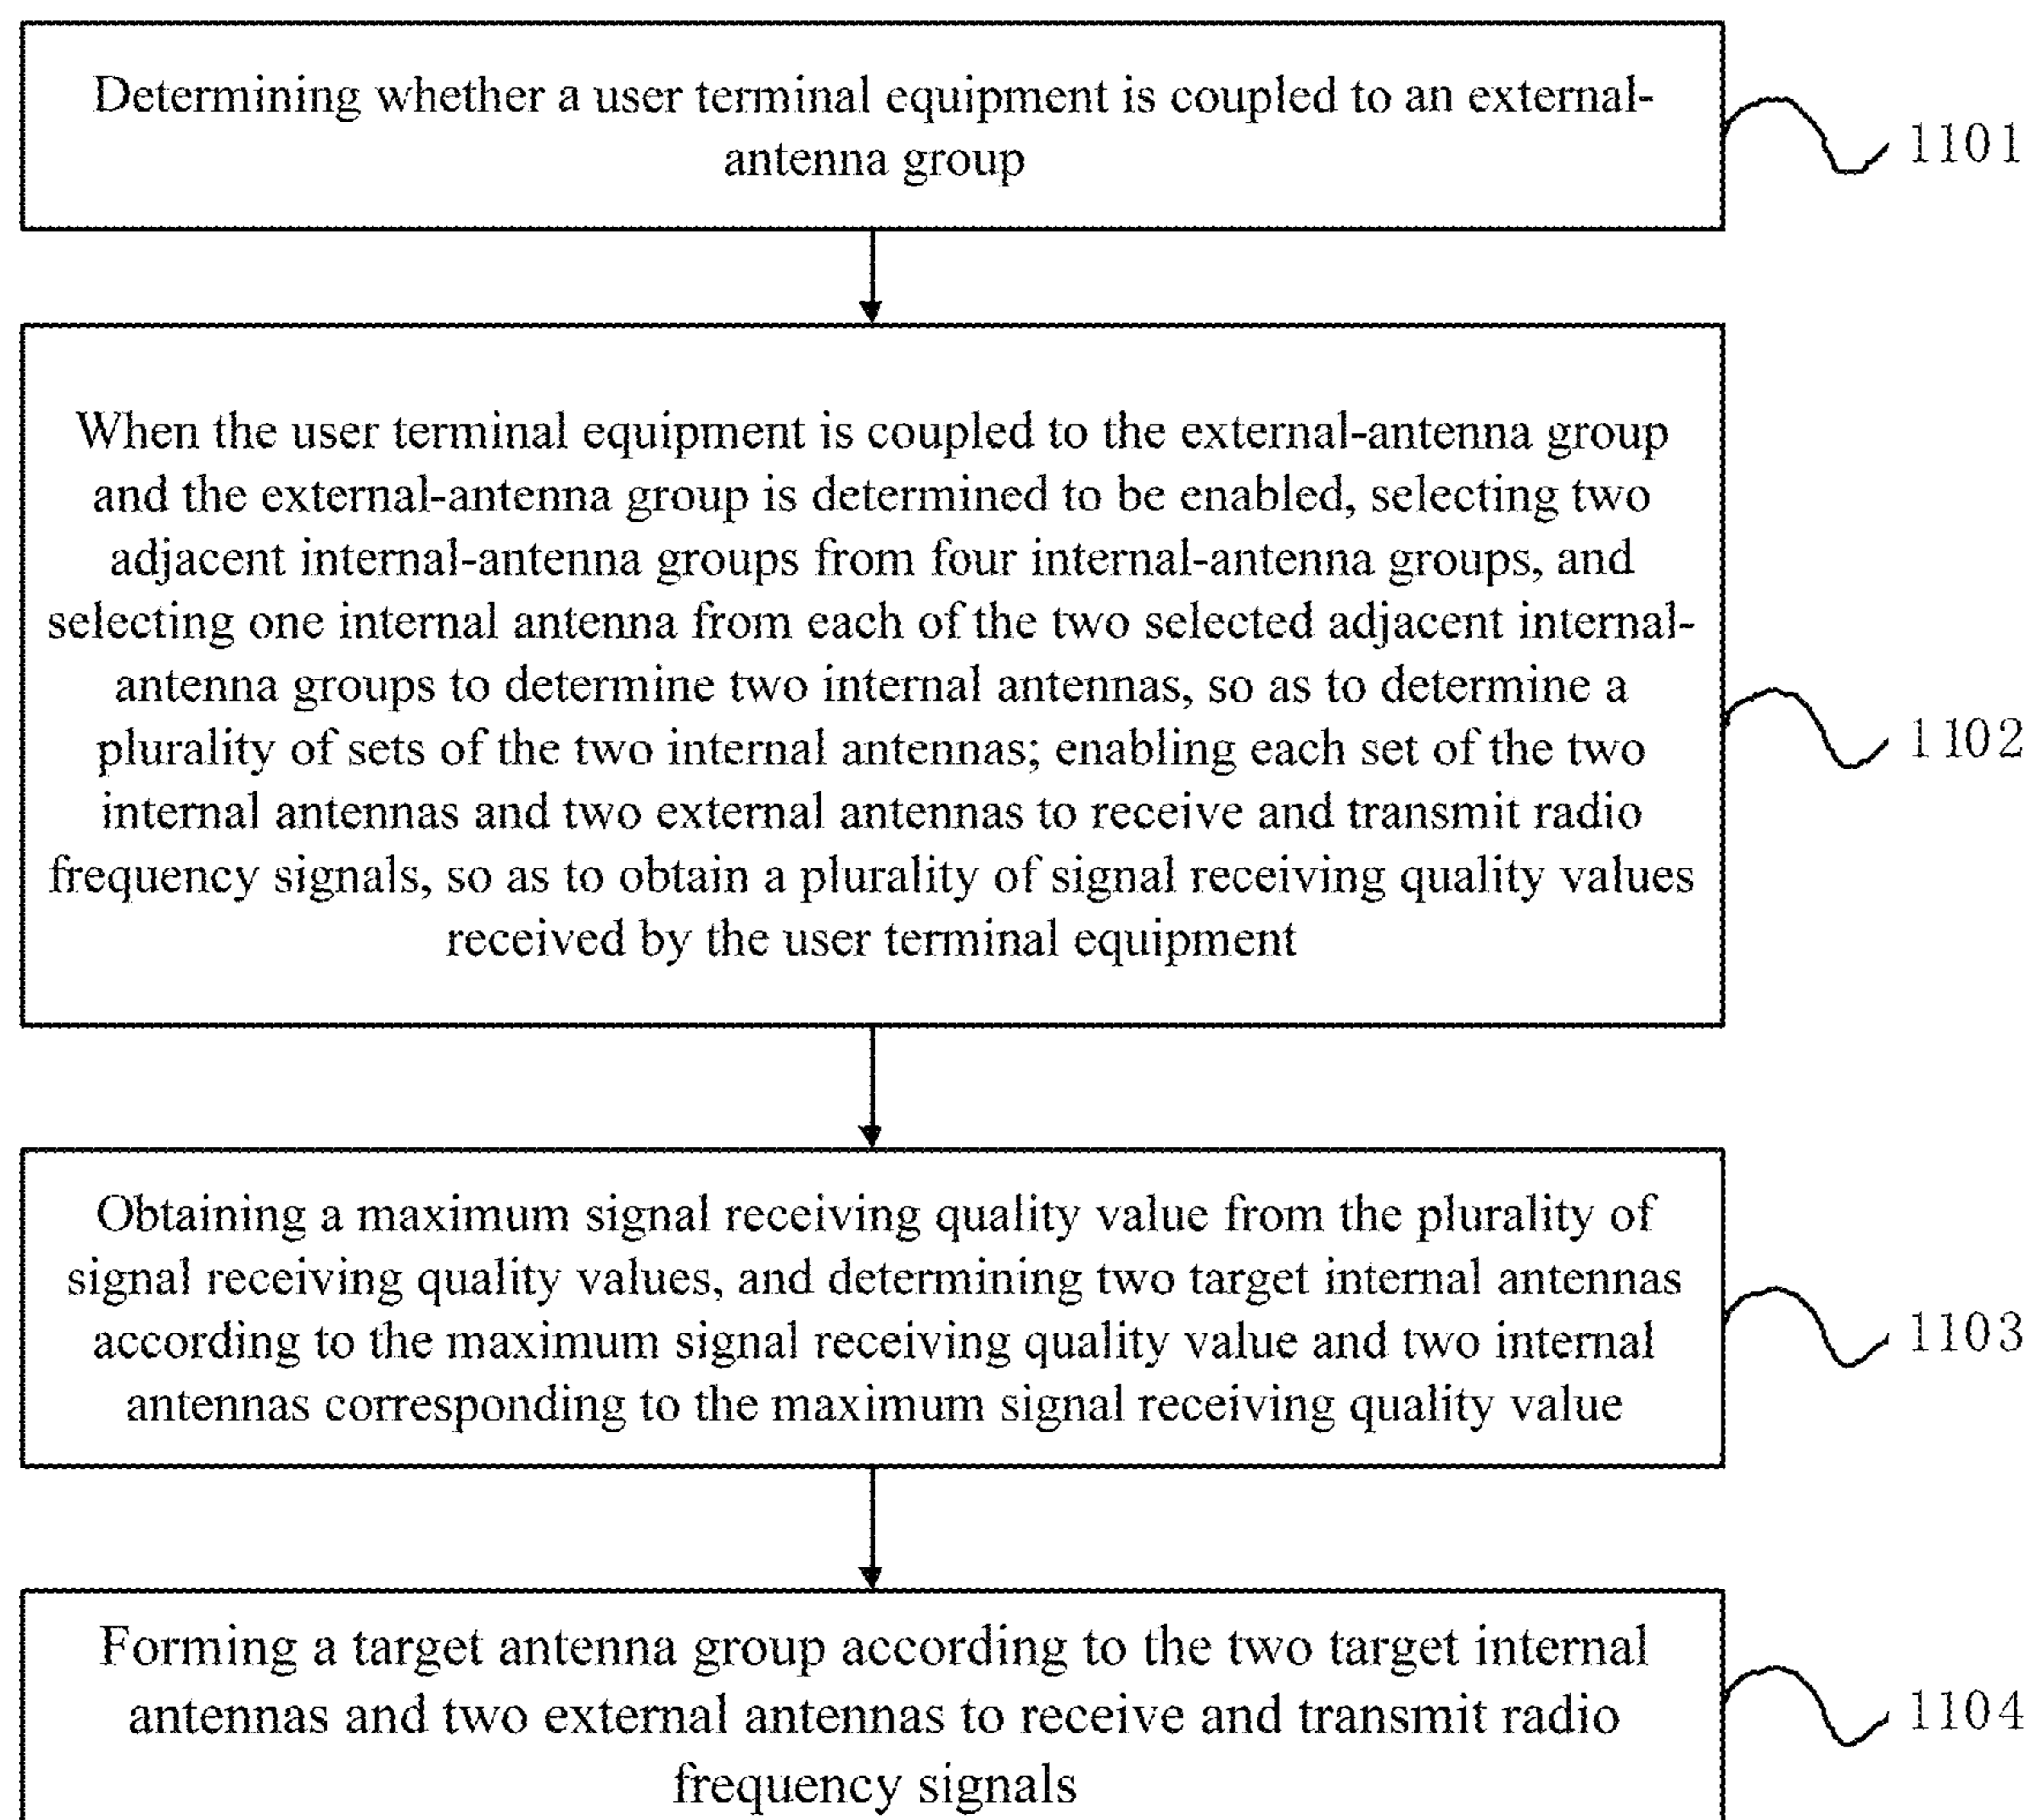 Determining whether a user terminal equipment is coupled to an external-
antenna group
1101
When the user terminal equipment is coupled to the external-antenna group
and the external-antenna group is determined to be enabled, selecting two
adjacent internal-antenna groups from four internal-antenna groups, and
selecting one internal antenna from each of the two selected adjacent internal-
antenna groups to determine two internal antennas, so as to determine a
plurality of sets of the two internal antennas; enabling each set of the two
internal antennas and two external antennas to receive and transmit radio
frequency signals, so as to obtain a plurality of signal receiving quality values
received by the user terminal equipment
1102
Obtaining a maximum signal receiving quality value from the plurality of
signal receiving quality values, and determining two target internal antennas
according to the maximum signal receiving quality value and two internal
antennas corresponding to the maximum signal receiving quality value
1103
Forming a target antenna group according to the two target internal
antennas and two external antennas to receive and transmit radio
frequency signals
1104